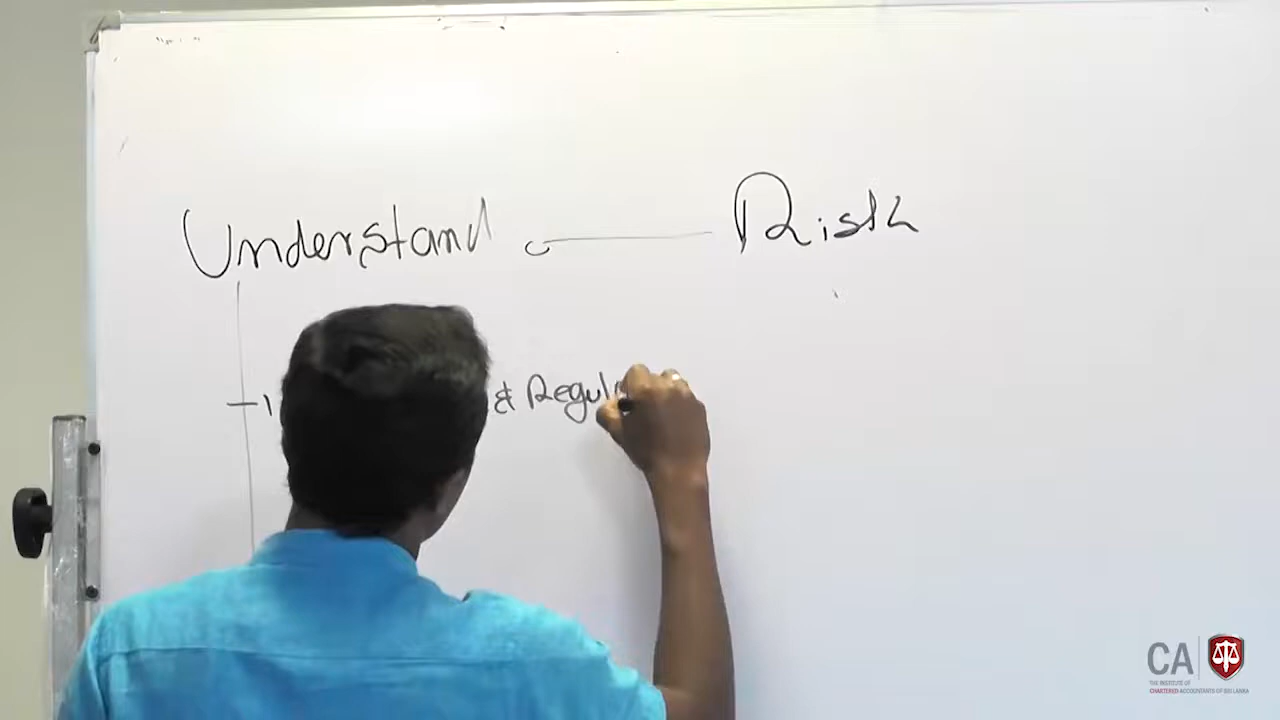 Understand Risk
& Regul
CA
THE INSTITUTE OF
CHARTERED ACCOUNTANTS OF SRI LANKA